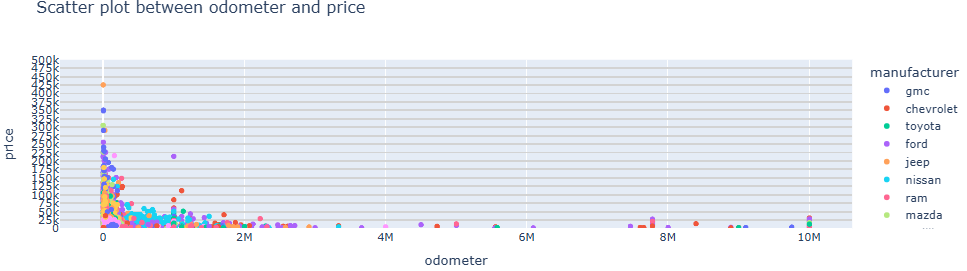 Scatter plot between odometer and price
500k
475k
450k
425k
400k
375k
350k
325k
300k
275k
250k
225k
200k
175k
150k
125k
100k
75k
50k
25k
0
price
0 2M 4M 6M 8M 10M
odometer
manufacturer
gmc
chevrolet
toyota
ford
jeep
nissan
ram
mazda